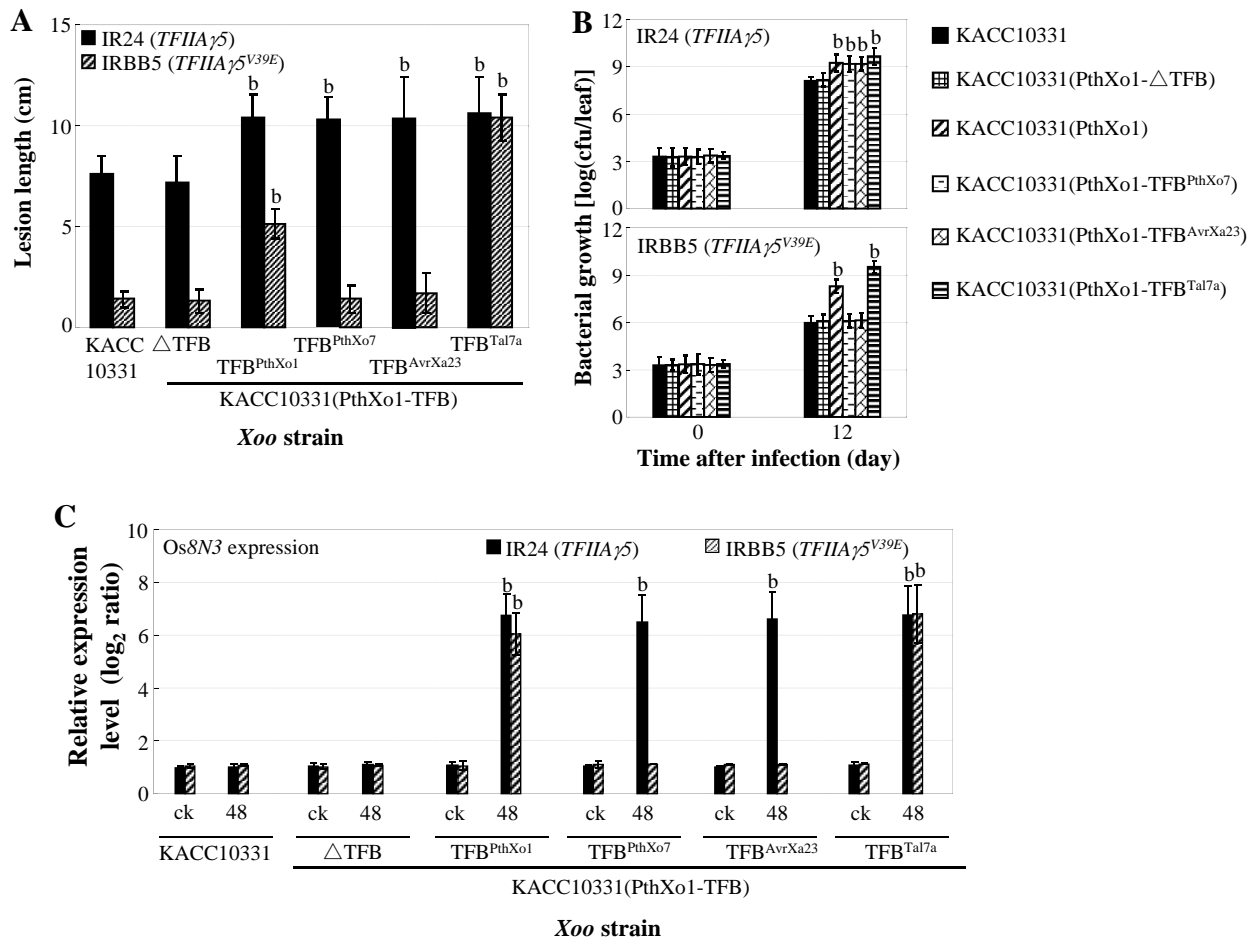 A
15
10
5
0
Lesion length (cm)
IR24 (TFIIAγ5)
IRBB5 (TFIIAγ5V39E)
b b b b b
b
KACC
10331
△TFB
TFBPthXo1
TFBPthXo7
TFBAvrXa23
TFBTal7a
KACC10331(PthXo1-TFB)
Xoo strain
B
12
9
6
3
0
IR24 (TFIIAγ5)
b b b b
12
9
6
3
0
IRBB5 (TFIIAγ5V39E)
b b
Bacterial growth [log(cfu/leaf)]
0 12
Time after infection (day)
KACC10331
KACC10331(PthXo1-△TFB)
KACC10331(PthXo1)
KACC10331(PthXo1-TFBPthXo7)
KACC10331(PthXo1-TFBAvrXa23)
KACC10331(PthXo1-TFBTal7a)
C
10
8
6
4
2
0
Relative expression
level (log2 ratio)
Os8N3 expression
IR24 (TFIIAγ5)
IRBB5 (TFIIAγ5V39E)
b b b b b b
ck 48 ck 48 ck 48 ck 48 ck 48 ck 48
KACC10331 △TFB TFBPthXo1 TFBPthXo7 TFBAvrXa23 TFBTal7a
KACC10331(PthXo1-TFB)
Xoo strain